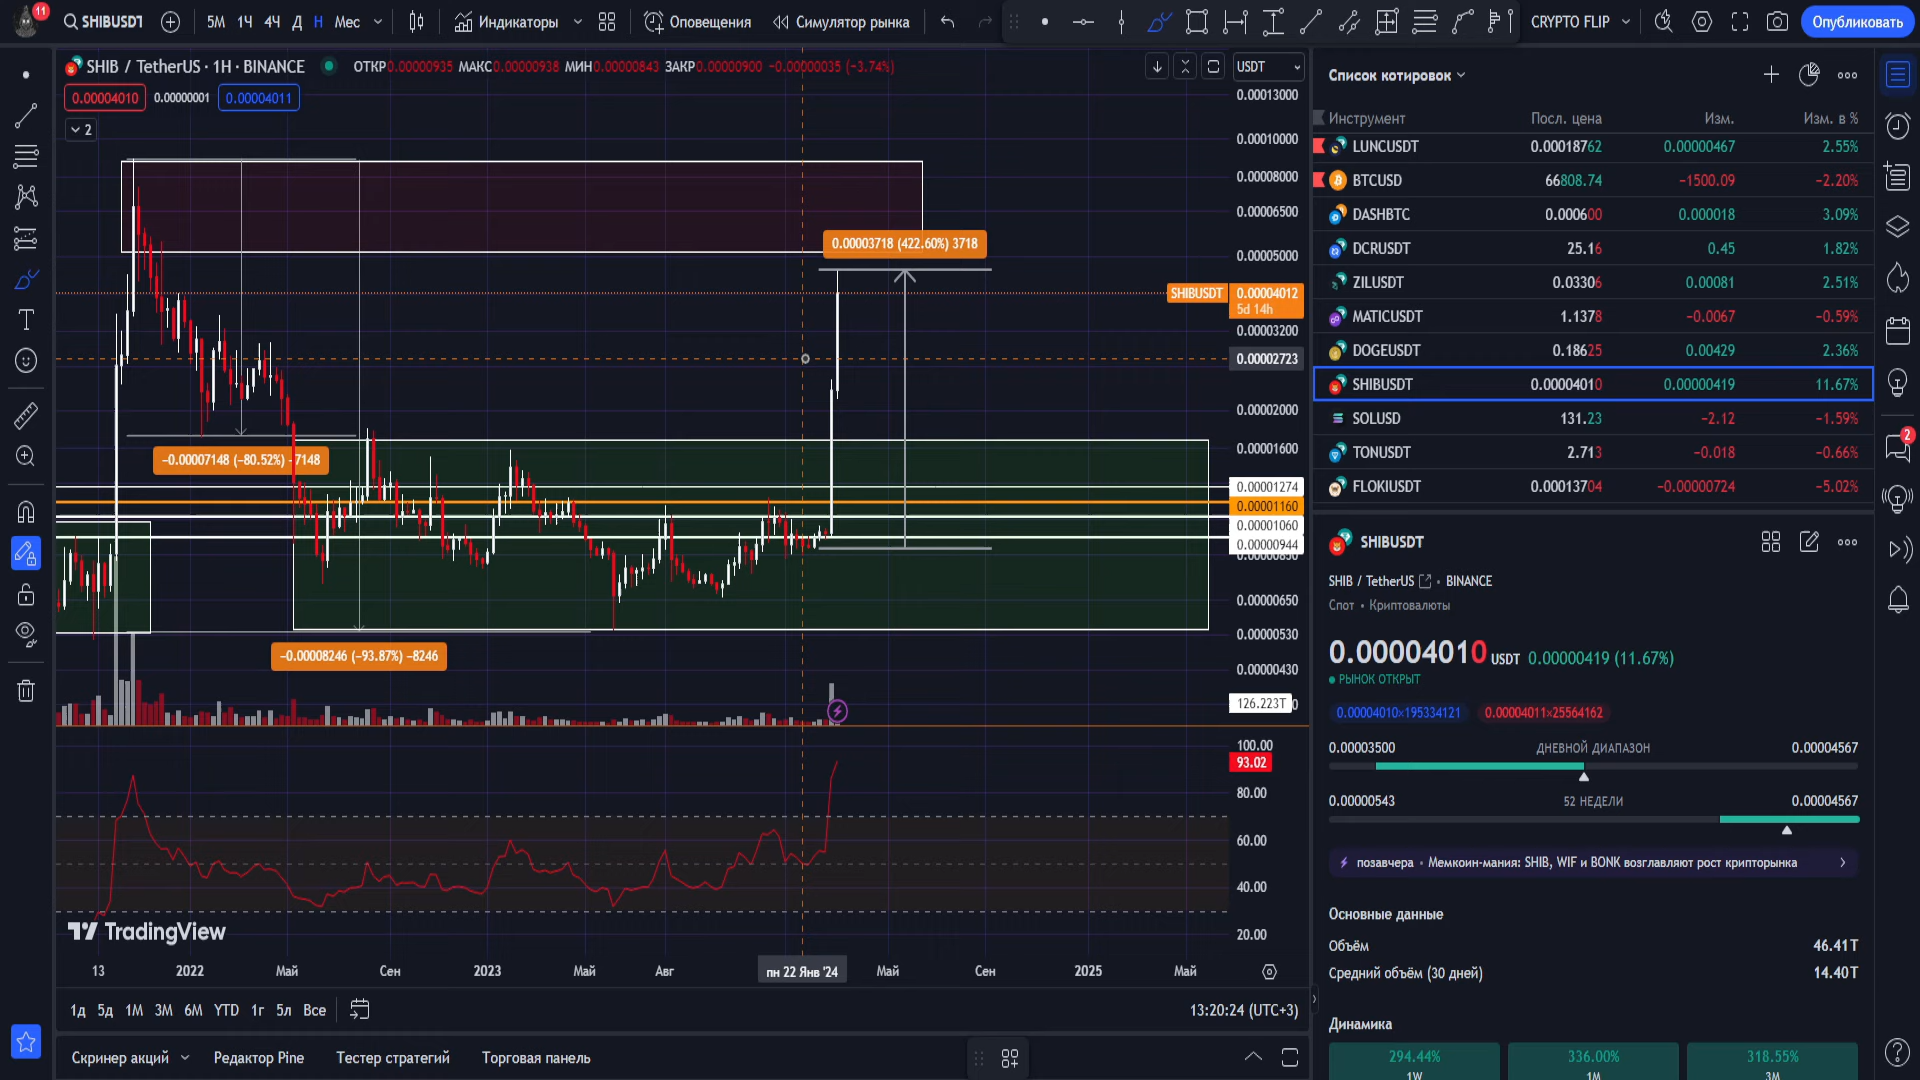 11
SHIBUSDT
5М 1Ч 4Ч Д Н Мес
Индикаторы
Оповещения
Симулятор рынка
CRYPTO FLIP
Опубликовать
SHIB / TetherUS · 1Н · BINANCE
ОТКР0.00000935 МАКС0.00000938 МИН0.00000843 ЗАКР0.00000900 −0.00000035 (−3.74%)
USDT
0.00004010 0.00000001 0.00004011
2
0.00013000
0.00010000
0.00008000
0.00006500
0.00005000
SHIBUSDT 0.00004012
5d 14h
0.00003200
0.00002723
0.00002000
0.00001600
0.00001274
0.00001160
0.00001060
0.00000944
0.00000650
0.00000530
0.00000430
126.223T
0.00003718 (422.60%) 3718
−0.00007148 (−80.52%) −7148
−0.00008246 (−93.87%) −8246
100.00
93.02
80.00
60.00
40.00
20.00
TradingView
13 2022 Май Сен 2023 Май Авг пн 22 Янв '24 Май Сен 2025 Май
1д 5д 1М 3М 6М YTD 1г 5л Все
13:20:24 (UTC+3)
Скринер акций Редактор Pine Тестер стратегий Торговая панель
Список котировок
Инструмент Посл. цена Изм. Изм. в %
LUNCUSDT 0.00018762 0.00000467 2.55%
BTCUSD 66808.74 −1500.09 −2.20%
DASHBTC 0.000600 0.000018 3.09%
DCRUSDT 25.16 0.45 1.82%
ZILUSDT 0.03306 0.00081 2.51%
MATICUSDT 1.1378 −0.0067 −0.59%
DOGEUSDT 0.18625 0.00429 2.36%
SHIBUSDT 0.00004010 0.00000419 11.67%
SOLUSD 131.23 −2.12 −1.59%
TONUSDT 2.713 −0.018 −0.66%
FLOKIUSDT 0.00013704 −0.00000724 −5.02%
2
SHIBUSDT
SHIB / TetherUS • BINANCE
Спот • Криптовалюты
0.00004010 USDT 0.00000419 (11.67%)
РЫНОК ОТКРЫТ
0.00004010×195334121 0.00004011×25564162
0.00003500 ДНЕВНОЙ ДИАПАЗОН 0.00004567
0.00000543 52 НЕДЕЛИ 0.00004567
позавчера • Мемкоин-мания: SHIB, WIF и BONK возглавляют рост крипторынка
Основные данные
Объём 46.41T
Средний объём (30 дней) 14.40T
Динамика
294.44% 336.00% 318.55%
1W 1M 3M